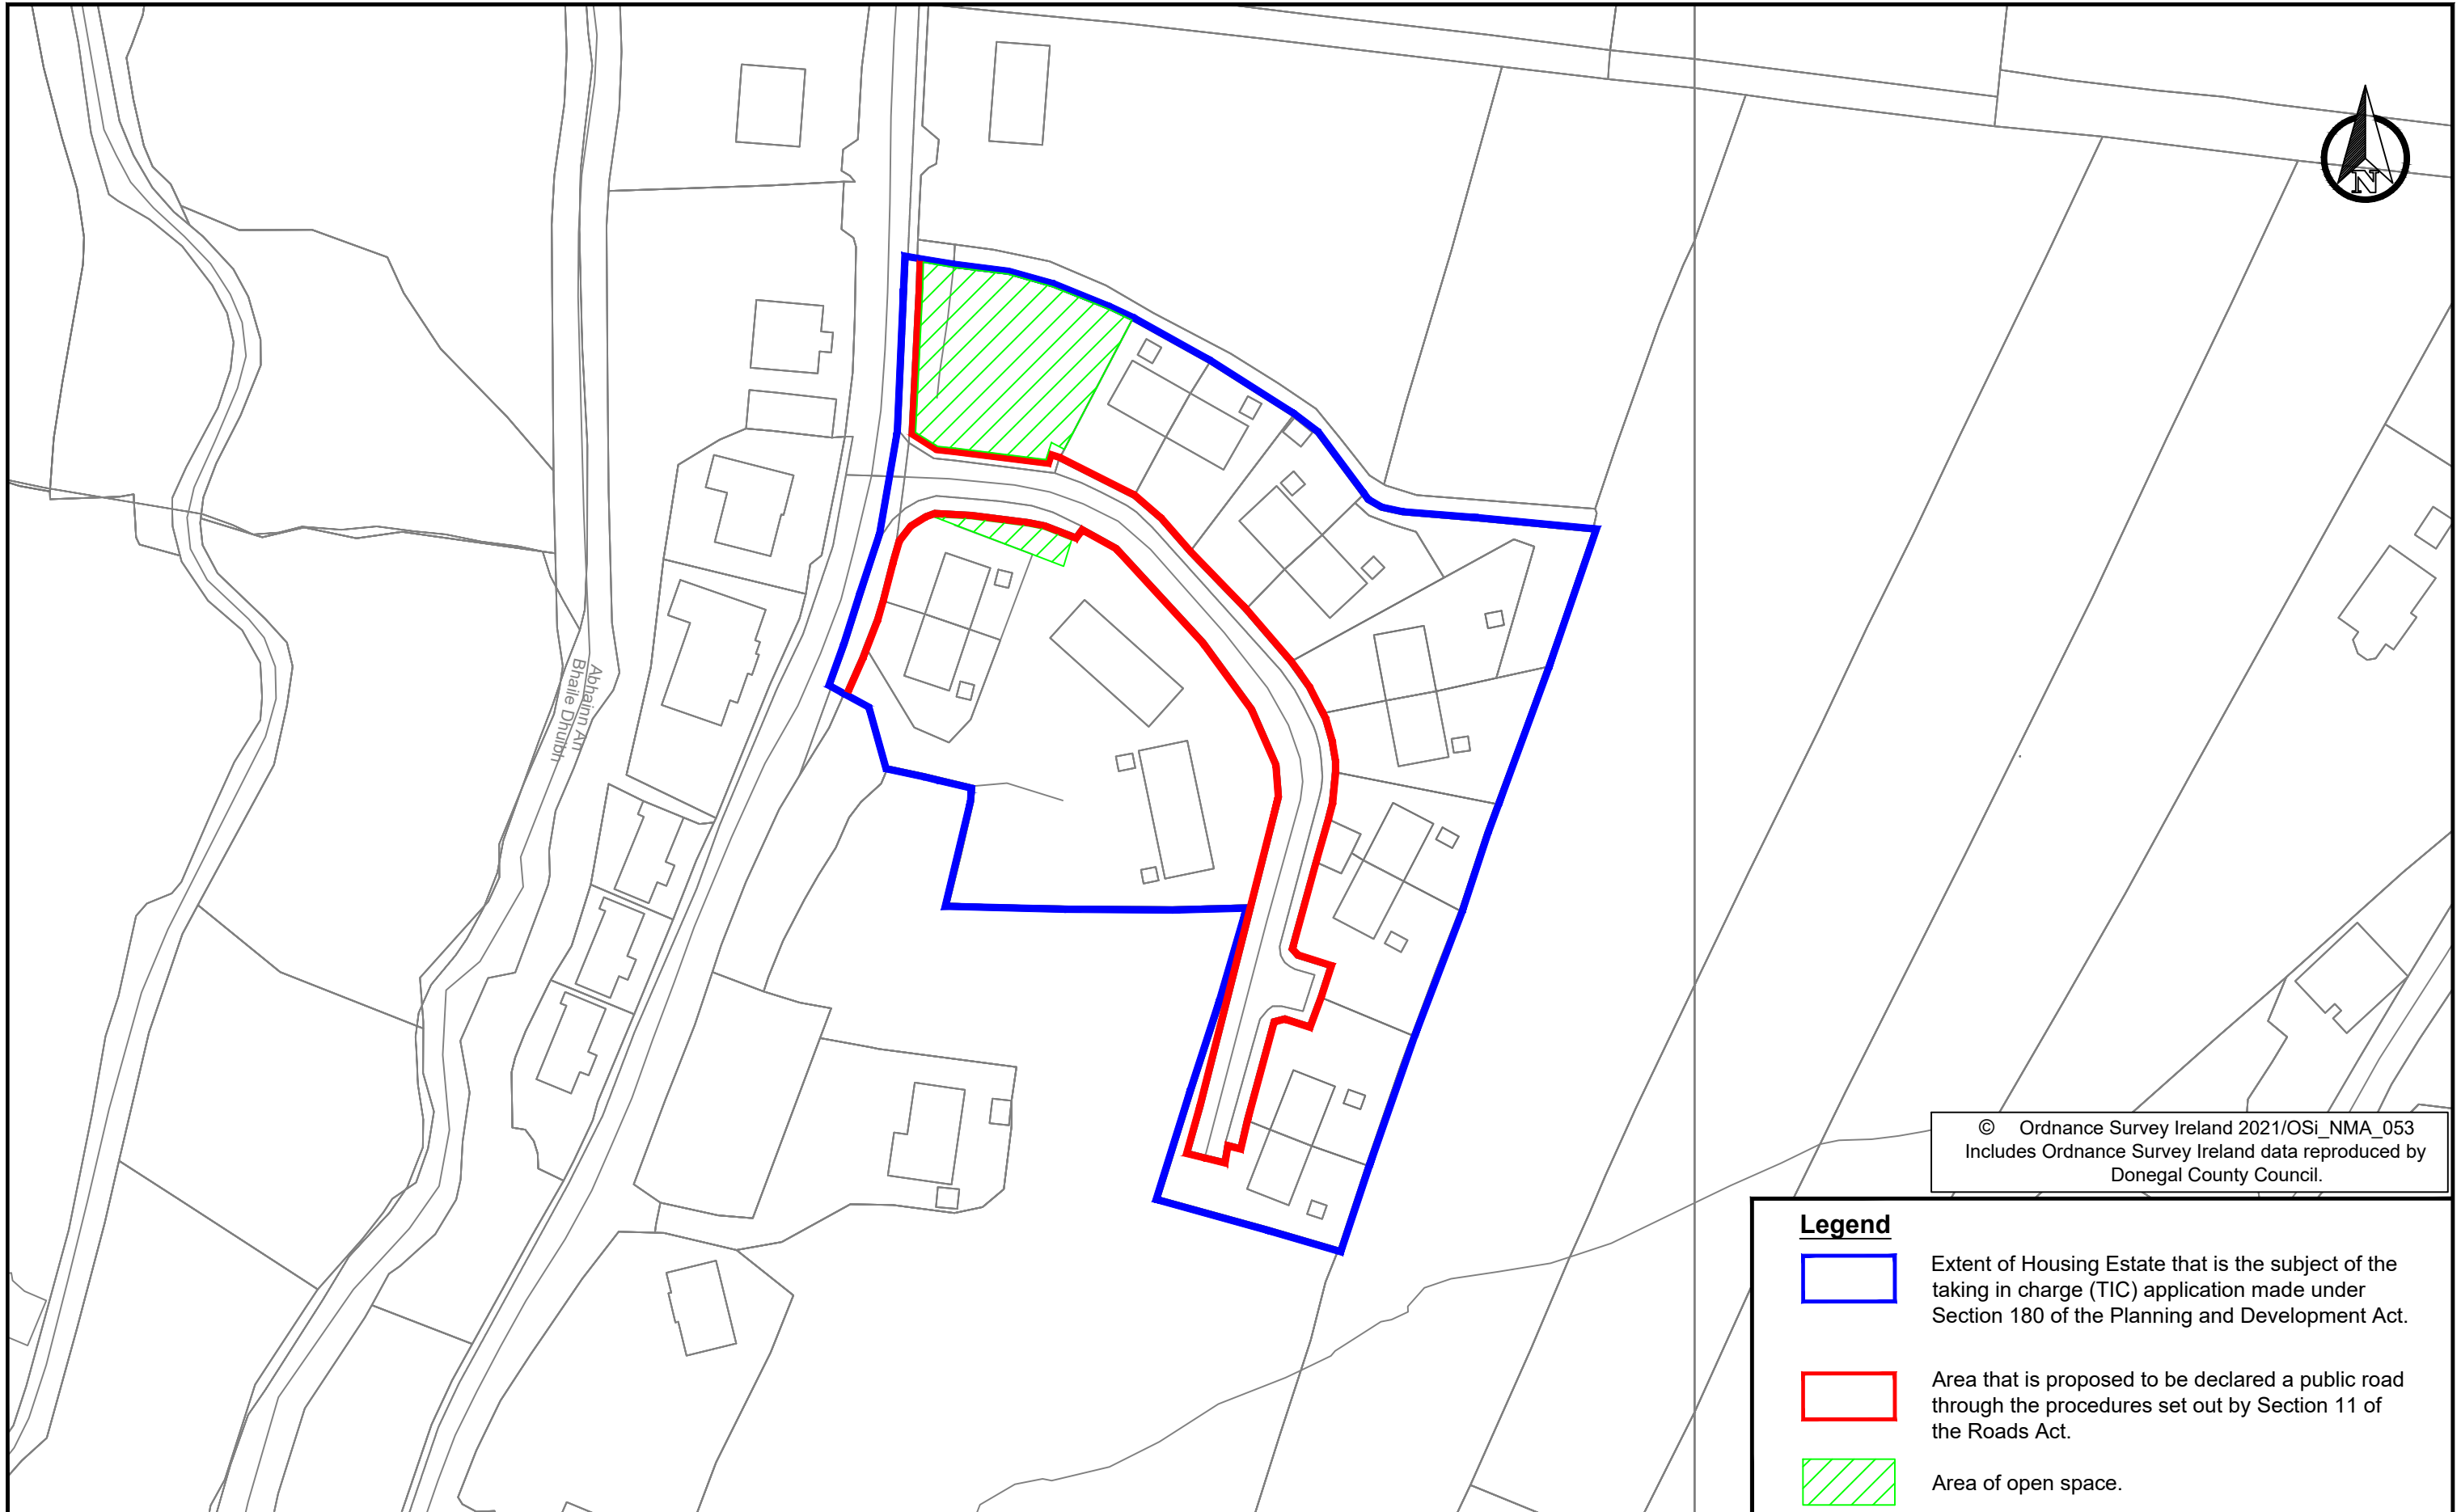 N
Abhainn An
Bhaile Dhuibh
© Ordnance Survey Ireland 2021/OSi_NMA_053
Includes Ordnance Survey Ireland data reproduced by
Donegal County Council.
Legend
Extent of Housing Estate that is the subject of the
taking in charge (TIC) application made under
Section 180 of the Planning and Development Act.
Area that is proposed to be declared a public road
through the procedures set out by Section 11 of
the Roads Act.
Area of open space.